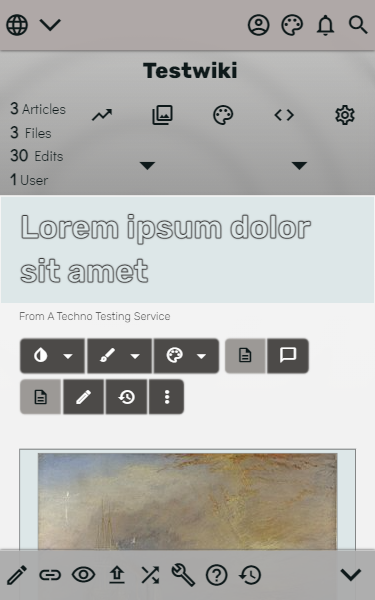 Testwiki
3 Articles
3 Files
30 Edits
1 User
Lorem ipsum dolor
sit amet
From A Techno Testing Service